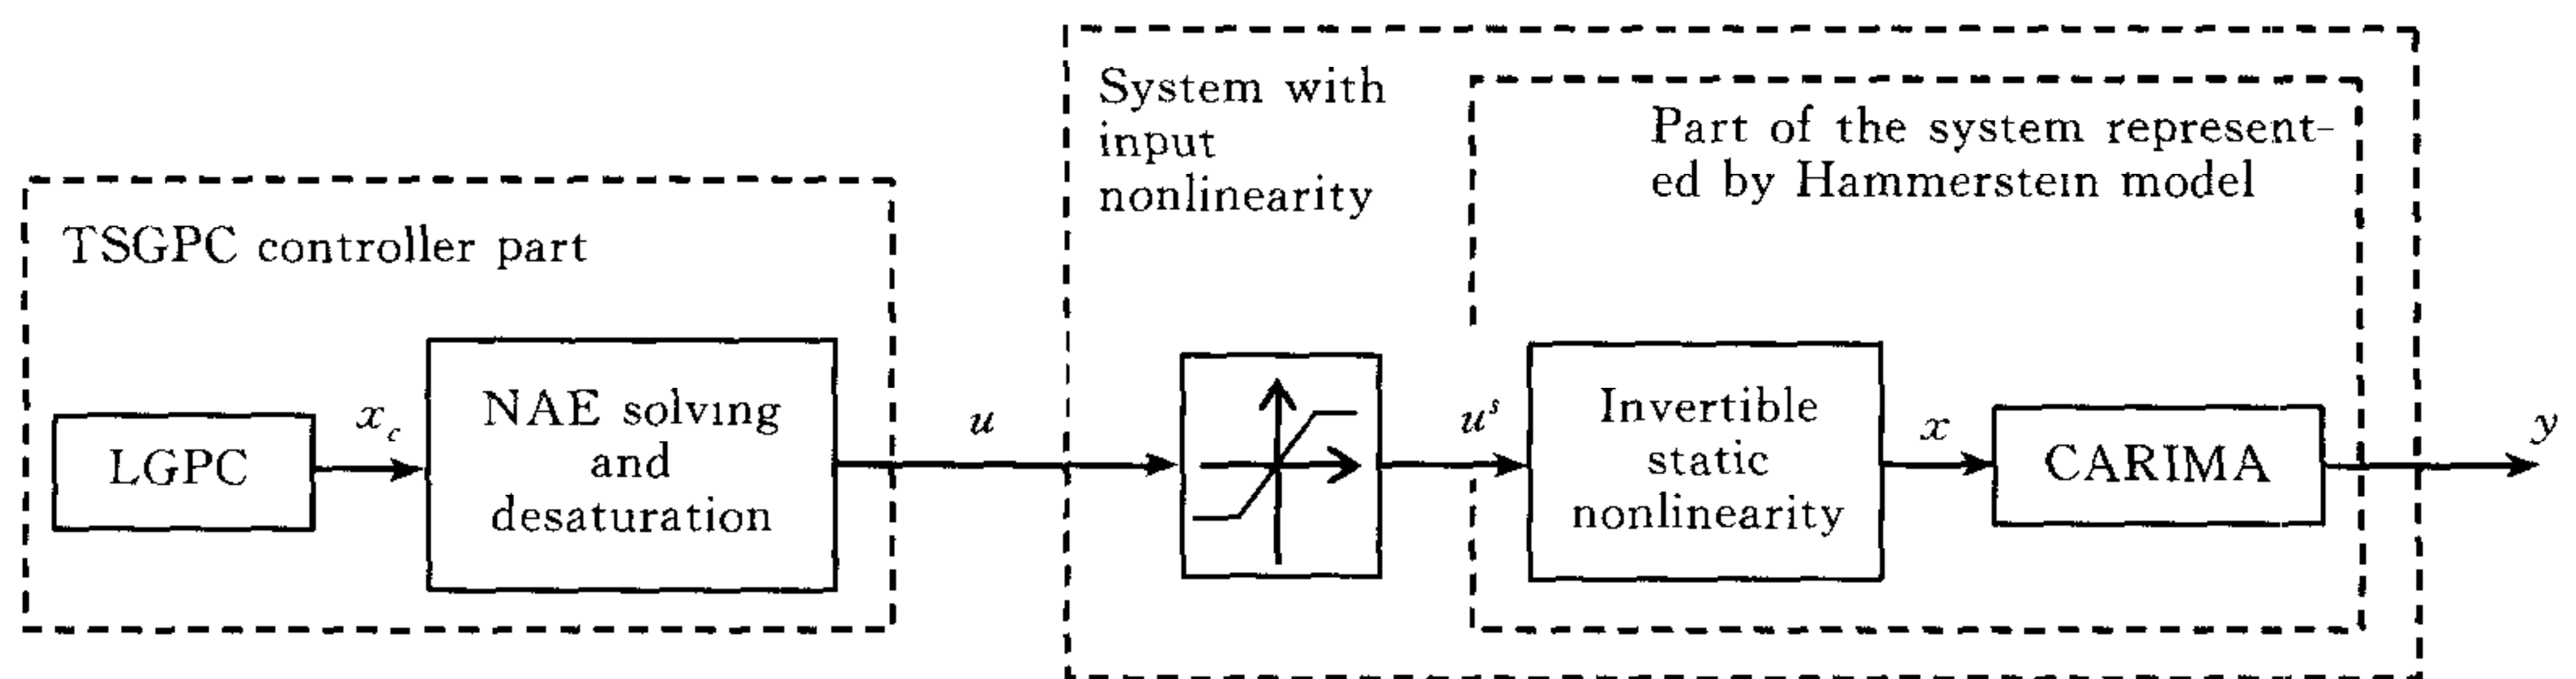 System with
input
nonlinearity
Part of the system represent-
ed by Hammerstein model
TSGPC controller part
LGPC
x_c
NAE solving
and
desaturation
u
u^s
Invertible
static
nonlinearity
x
CARIMA
y